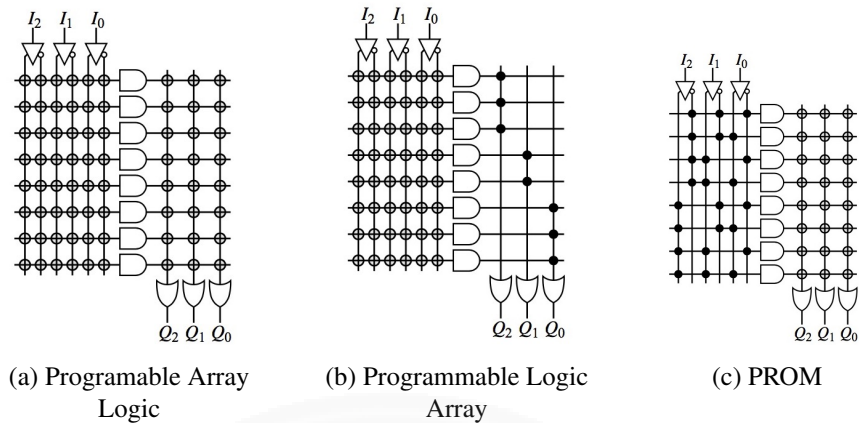 I2 I1 I0
Q2 Q1 Q0
(a) Programable Array
Logic
I2 I1 I0
Q2 Q1 Q0
(b) Programmable Logic
Array
I2 I1 I0
Q2 Q1 Q0
(c) PROM